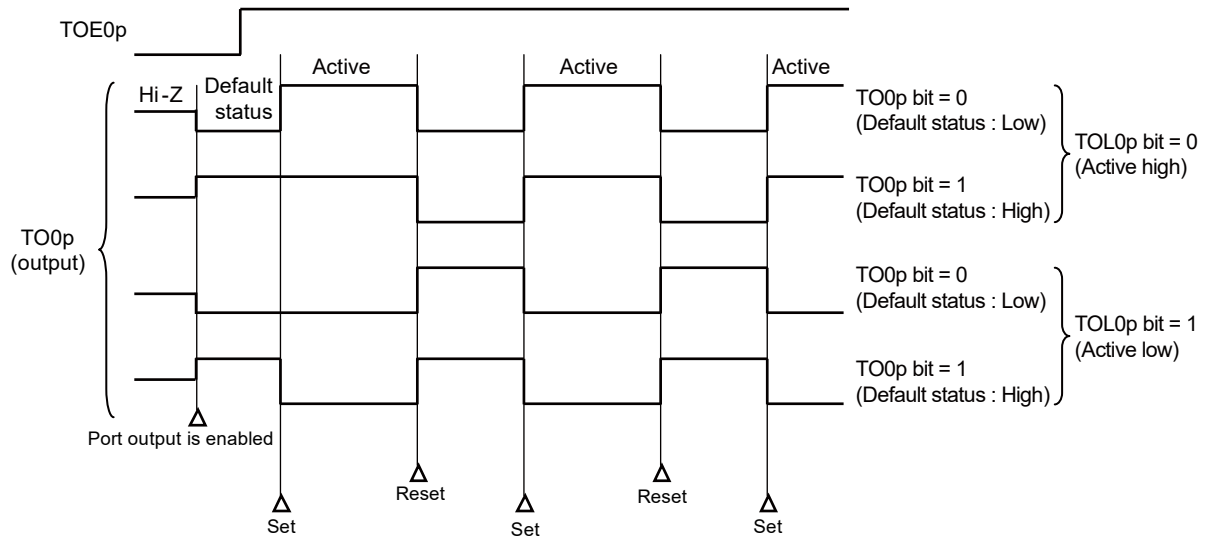 TOE0p
Active
Active
Active
Hi-Z
Default
status
TO0p bit = 0
(Default status : Low)
TOL0p bit = 0
(Active high)
TO0p bit = 1
(Default status : High)
TO0p
(output)
TO0p bit = 0
(Default status : Low)
TOL0p bit = 1
(Active low)
TO0p bit = 1
(Default status : High)
Port output is enabled
Reset
Reset
Set
Set
Set